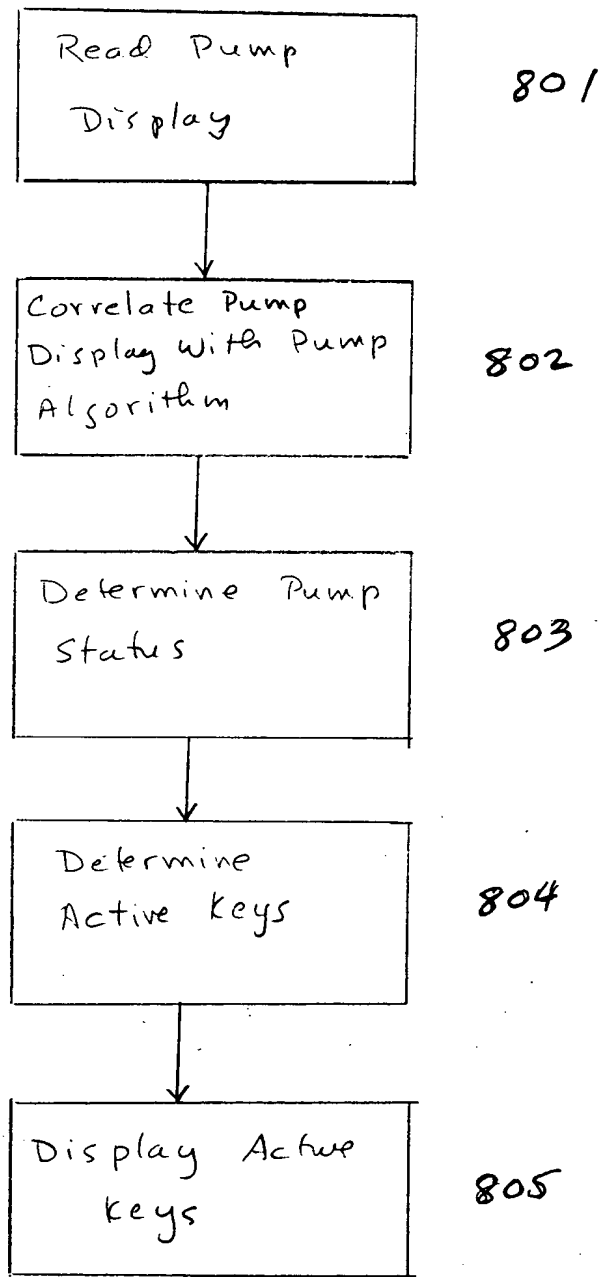 Read Pump
Display
801
Correlate Pump
Display with Pump
Algorithm
802
Determine Pump
Status
803
Determine
Active Keys
804
Display Active
Keys
805